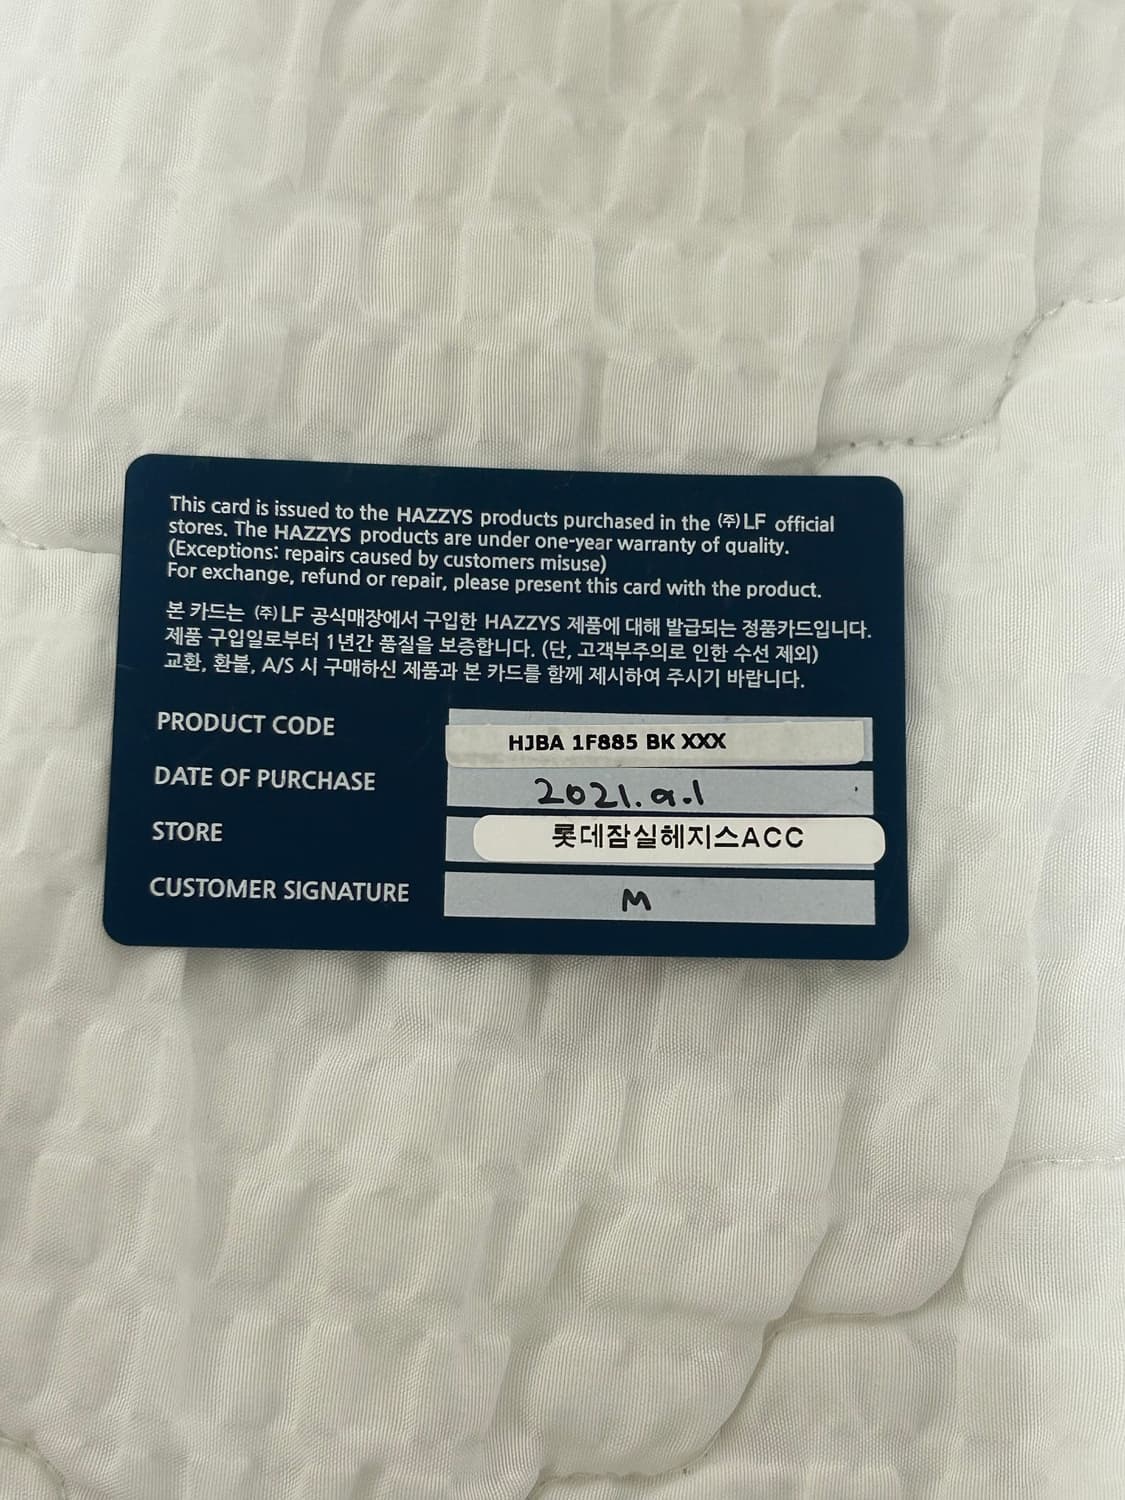 This card is issued to the HAZZYS products purchased in the ㈜LF official
stores. The HAZZYS products are under one-year warranty of quality.
(Exceptions: repairs caused by customers misuse)
For exchange, refund or repair, please present this card with the product.
본 카드는 ㈜LF 공식매장에서 구입한 HAZZYS 제품에 대해 발급되는 정품카드입니다.
제품 구입일로부터 1년간 품질을 보증합니다. (단, 고객부주의로 인한 수선 제외)
교환, 환불, A/S 시 구매하신 제품과 본 카드를 함께 제시하여 주시기 바랍니다.
PRODUCT CODE HJBA 1F885 BK XXX
DATE OF PURCHASE 2021.9.1
STORE 롯데잠실헤지스ACC
CUSTOMER SIGNATURE M